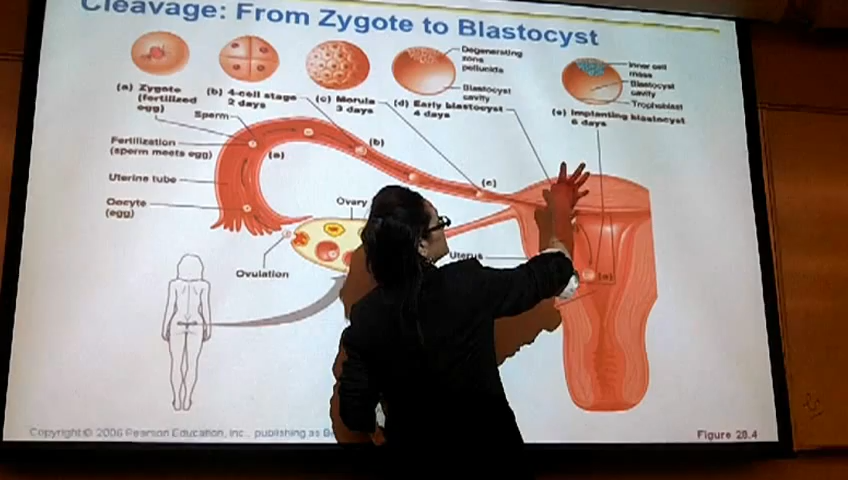 Cleavage: From Zygote to Blastocyst
Degenerating
zona
pellucida
Blastocyst
cavity
Inner cell
mass
Blastocyst
cavity
Trophoblast
(a) Zygote
(fertilized
egg)
(b) 4-cell stage
2 days
(c) Morula
3 days
(d) Early blastocyst
4 days
(e) Implanting blastocyst
6 days
Sperm
Fertilization
(sperm meets egg)
(a)
(b)
(c)
Uterine tube
Oocyte
(egg)
Ovary
Uterus
(e)
Ovulation
Copyright © 2006 Pearson Education, Inc., publishing as
Figure 28.4